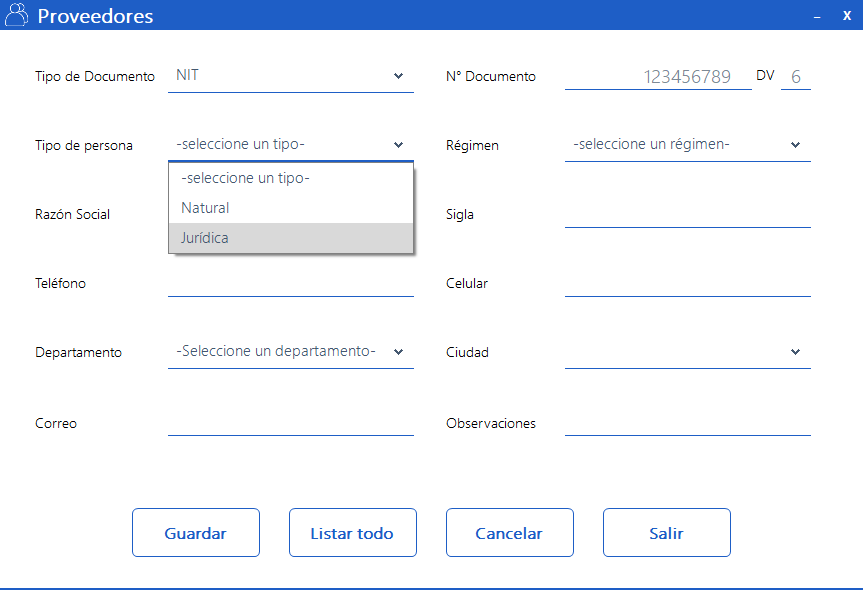 Proveedores
– X
Tipo de Documento NIT N° Documento 123456789 DV 6
Tipo de persona -seleccione un tipo- Régimen -seleccione un régimen-
-seleccione un tipo-
Natural
Razón Social Sigla
Jurídica
Teléfono Celular
Departamento -Seleccione un departamento- Ciudad
Correo Observaciones
Guardar Listar todo Cancelar Salir